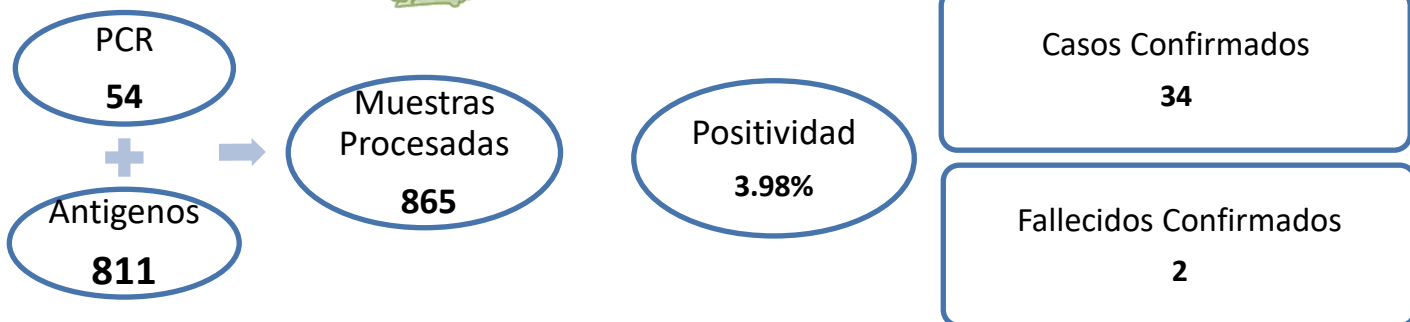 PCR
54
Antigenos
811
Muestras
Procesadas
865
Positividad
3.98%
Casos Confirmados
34
Fallecidos Confirmados
2